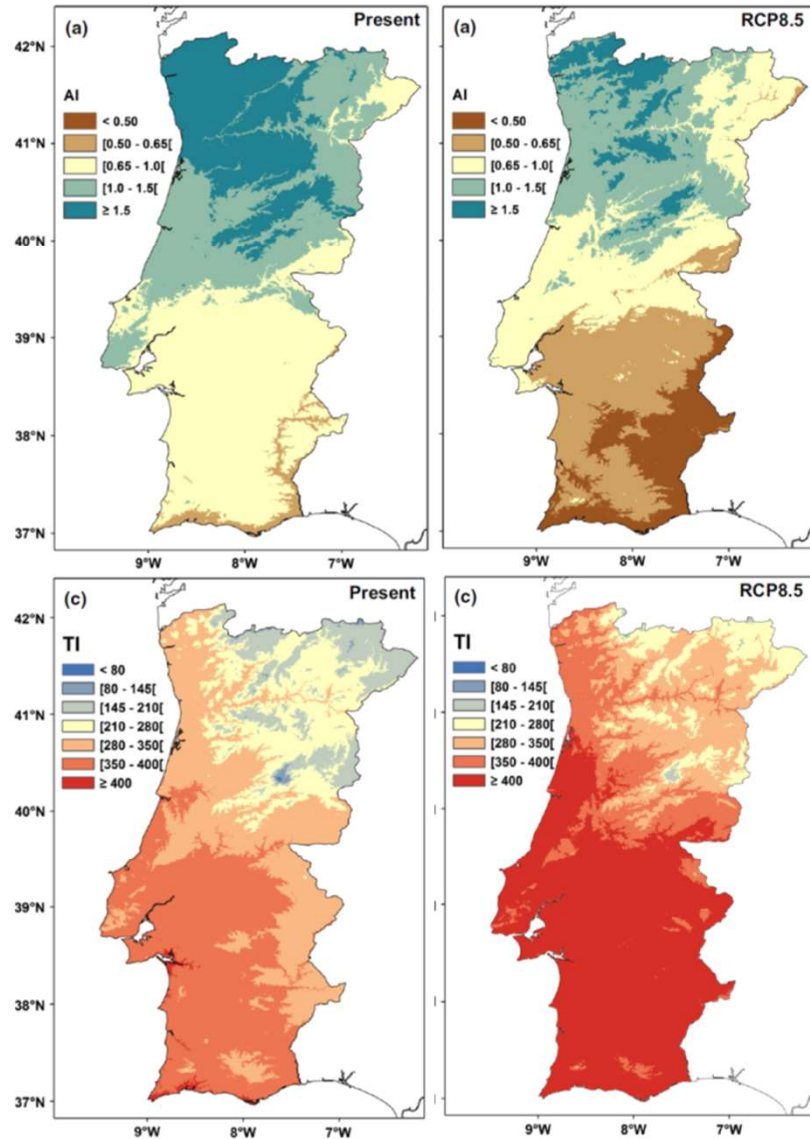 (a) Present
42°N
41°N
40°N
39°N
38°N
37°N
AI
< 0.50
[0.50 - 0.65[
[0.65 - 1.0[
[1.0 - 1.5[
≥ 1.5
9°W 8°W 7°W
(a) RCP8.5
AI
< 0.50
[0.50 - 0.65[
[0.65 - 1.0[
[1.0 - 1.5[
≥ 1.5
9°W 8°W 7°W
(c) Present
42°N
41°N
40°N
39°N
38°N
37°N
TI
< 80
[80 - 145[
[145 - 210[
[210 - 280[
[280 - 350[
[350 - 400[
≥ 400
9°W 8°W 7°W
(c) RCP8.5
TI
< 80
[80 - 145[
[145 - 210[
[210 - 280[
[280 - 350[
[350 - 400[
≥ 400
9°W 8°W 7°W